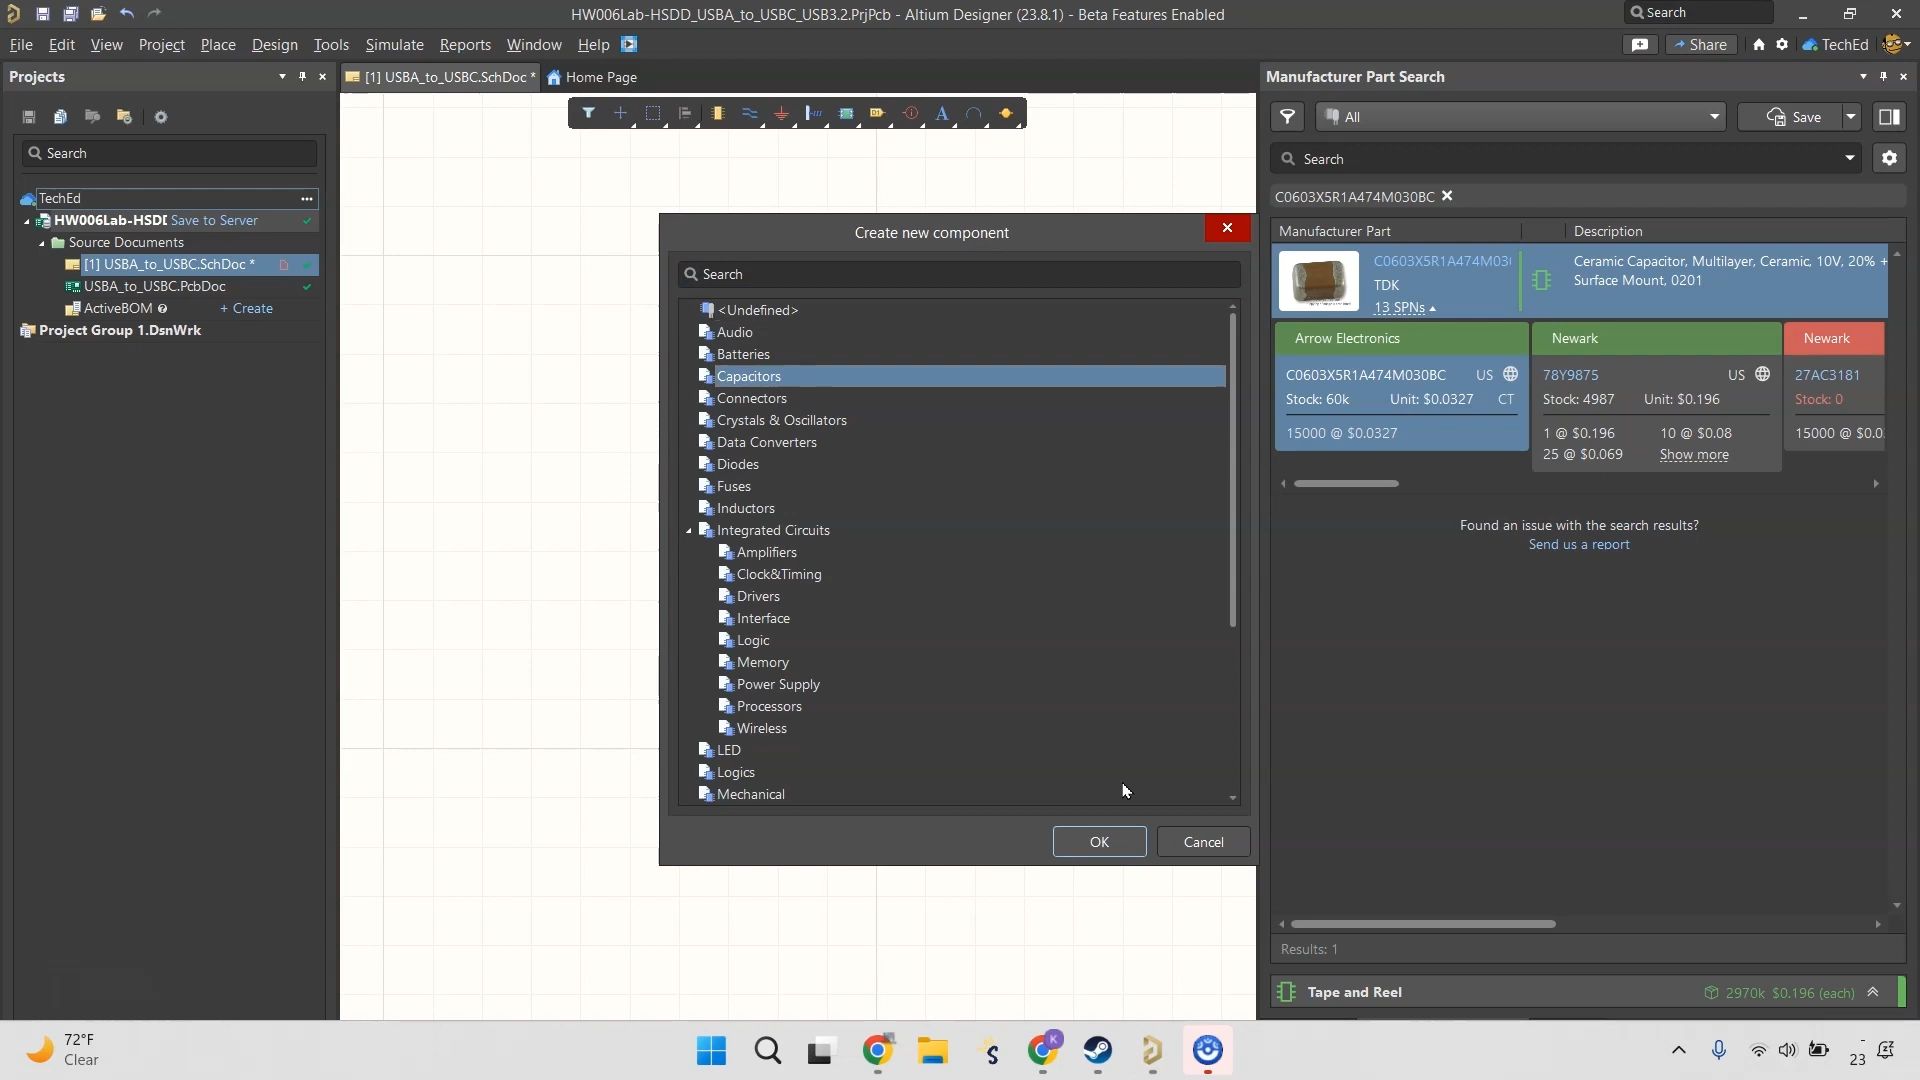 HW006Lab-HSDD_USBA_to_USBC_USB3.2.PrjPcb - Altium Designer (23.8.1) - Beta Features Enabled
Search
File Edit View Project Place Design Tools Simulate Reports Window Help
Share
TechEd
Projects
[1] USBA_to_USBC.SchDoc *
Home Page
Manufacturer Part Search
All
Save
Search
Search
TechEd
HW006Lab-HSDD Save to Server
Source Documents
[1] USBA_to_USBC.SchDoc *
USBA_to_USBC.PcbDoc
ActiveBOM
+ Create
Project Group 1.DsnWrk
Create new component
Search
<Undefined>
Audio
Batteries
Capacitors
Connectors
Crystals & Oscillators
Data Converters
Diodes
Fuses
Inductors
Integrated Circuits
Amplifiers
Clock&Timing
Drivers
Interface
Logic
Memory
Power Supply
Processors
Wireless
LED
Logics
Mechanical
OK
Cancel
C0603X5R1A474M030BC
Manufacturer Part
Description
C0603X5R1A474M03
TDK
13 SPNs
Ceramic Capacitor, Multilayer, Ceramic, 10V, 20% +
Surface Mount, 0201
Arrow Electronics
C0603X5R1A474M030BC US
Stock: 60k Unit: $0.0327 CT
15000 @ $0.0327
Newark
78Y9875 US
Stock: 4987 Unit: $0.196
1 @ $0.196 10 @ $0.08
25 @ $0.069 Show more
Newark
27AC3181
Stock: 0
15000 @ $0.0
Found an issue with the search results?
Send us a report
Results: 1
Tape and Reel
2970k $0.196 (each)
72°F
Clear
K
23